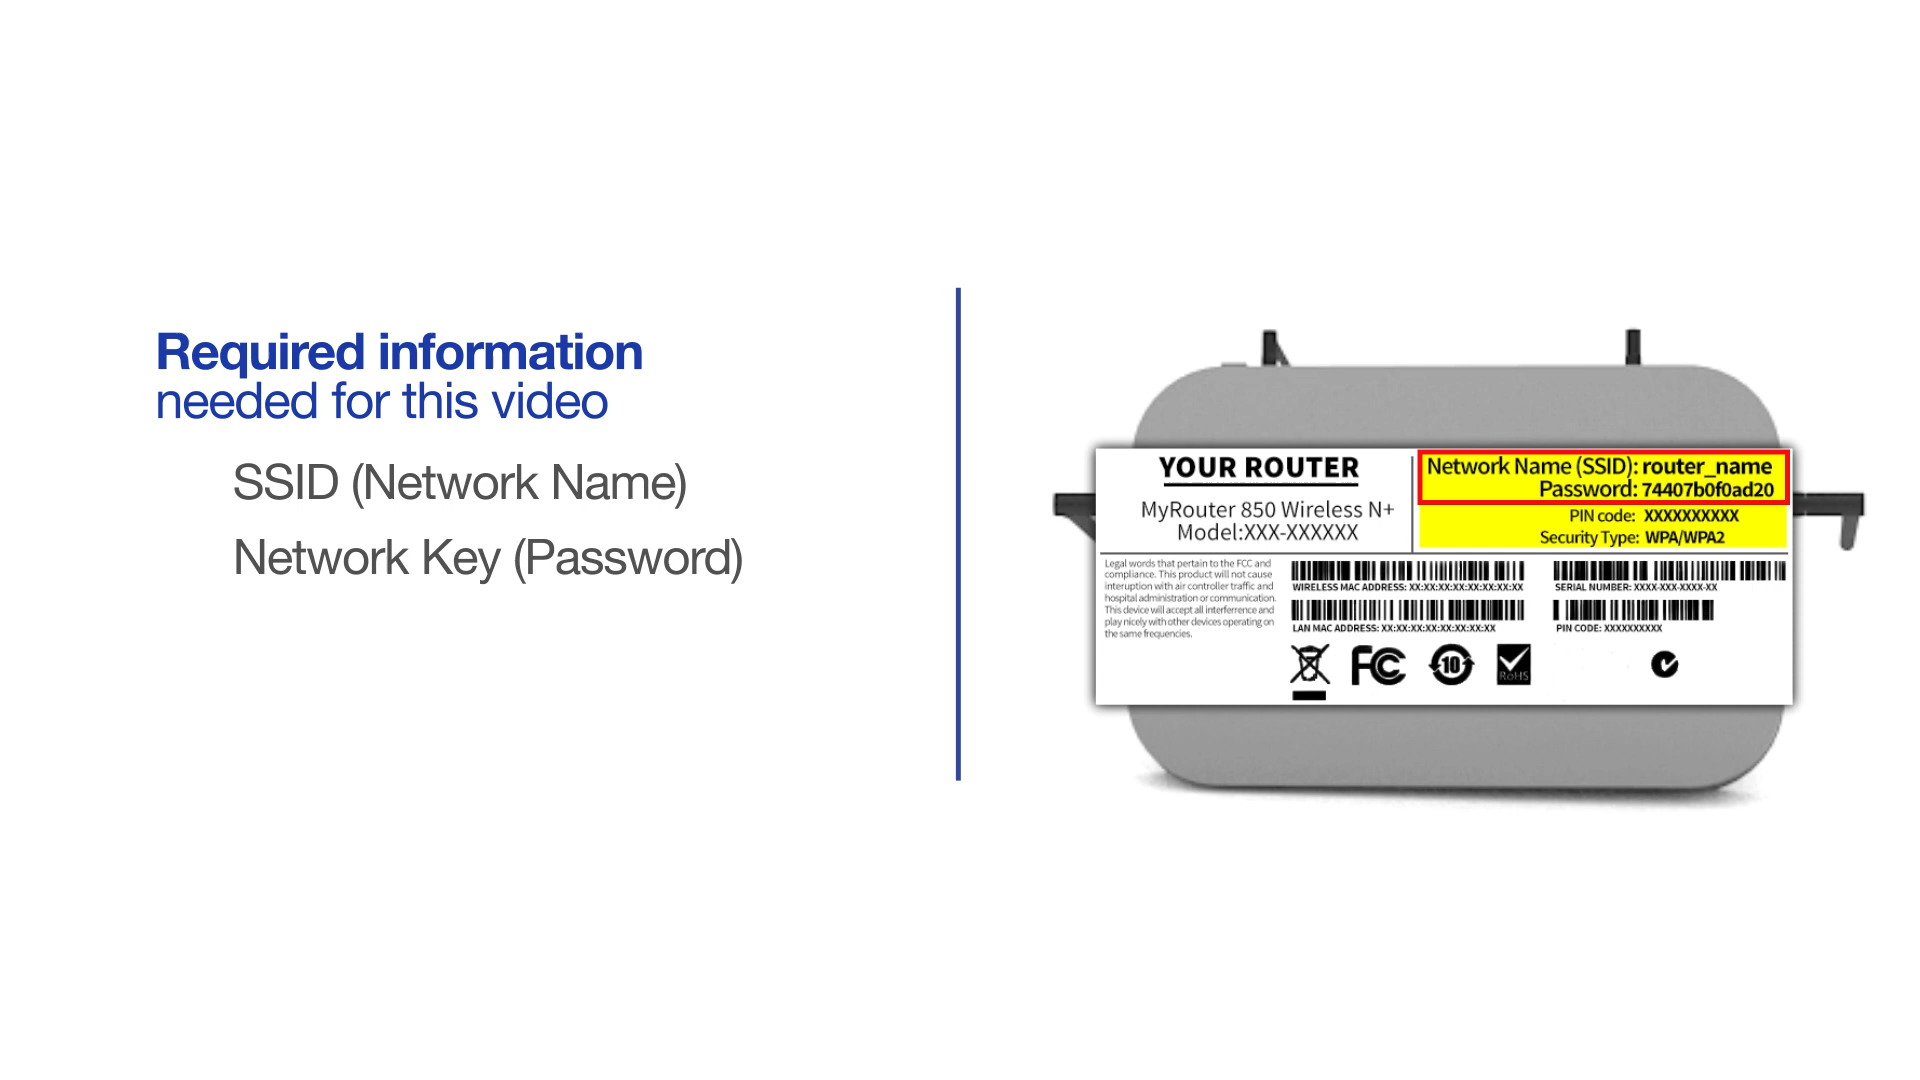 Required information
needed for this video
SSID (Network Name)
Network Key (Password)
YOUR ROUTER
MyRouter 850 Wireless N+
Model:XXX-XXXXXX
Network Name (SSID): router_name
Password: 74407b0f0ad20
PIN code: XXXXXXXXXX
Security Type: WPA/WPA2
Legal words that pertain to the FCC and
compliance. This product will not cause
interuption with air controller traffic and
hospital administration or communication.
This device will accept all interferrence and
play nicely with other devices operating on
the same frequencies.
WIRELESS MAC ADDRESS: XX:XX:XX:XX:XX:XX:XX:XX
LAN MAC ADDRESS: XX:XX:XX:XX:XX:XX:XX:XX
SERIAL NUMBER: XXXX-XXX-XXXX-XX
PIN CODE: XXXXXXXXXX
FC
10
RoHS